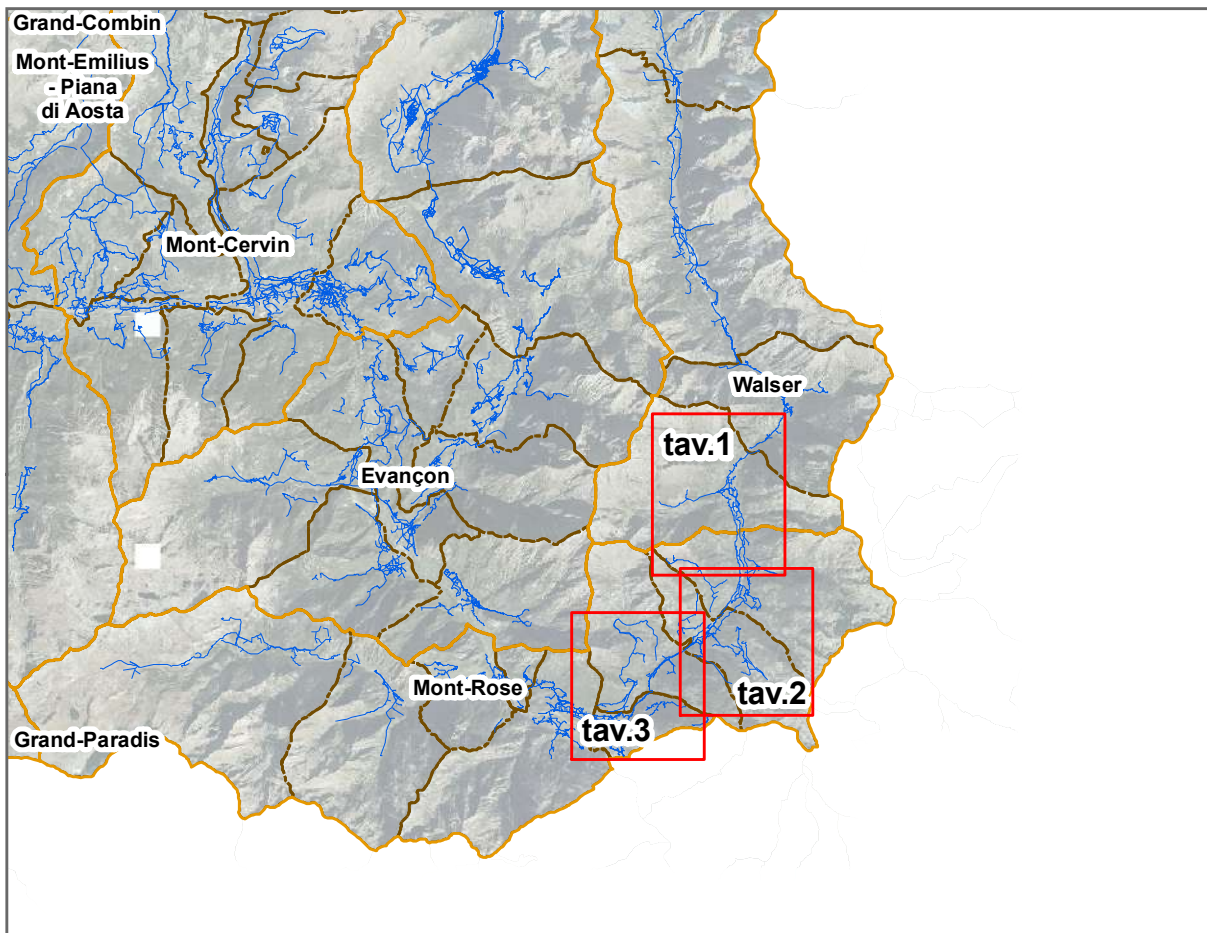 Grand-Combin
Mont-Emilius
- Piana
di Aosta
Mont-Cervin
Walser
tav.1
Evançon
Mont-Rose
tav.2
tav.3
Grand-Paradis